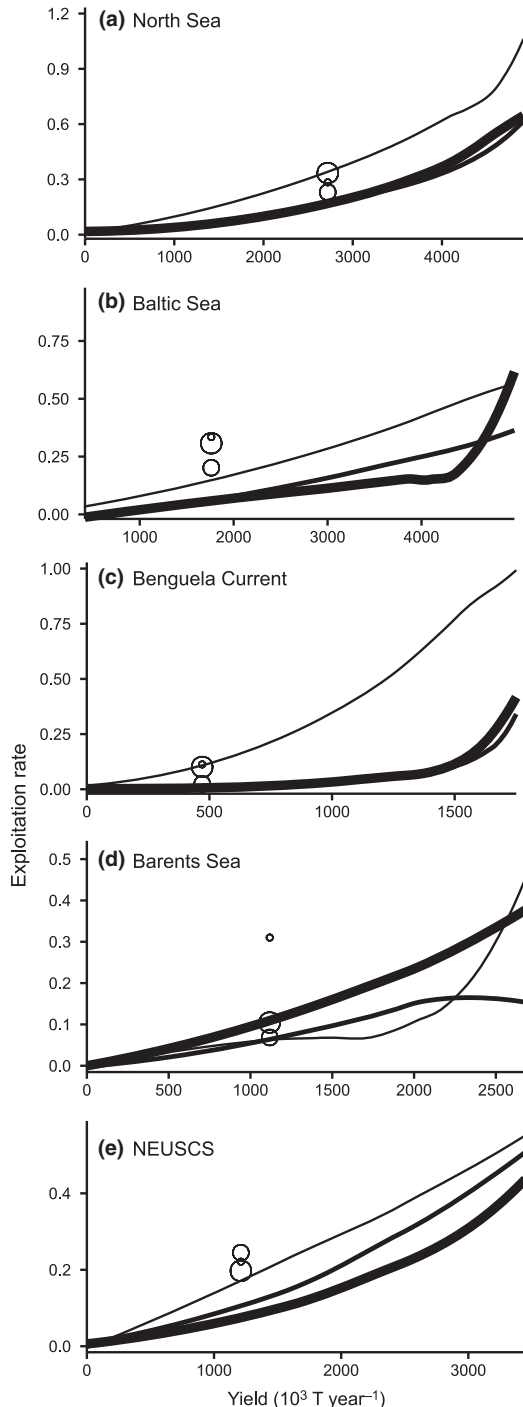 (a) North Sea
1.2
0.9
0.6
0.3
0.0
0 1000 2000 3000 4000
(b) Baltic Sea
0.75
0.50
0.25
0.00
1000 2000 3000 4000
(c) Benguela Current
1.00
0.75
0.50
0.25
0.00
0 500 1000 1500
Exploitation rate
(d) Barents Sea
0.5
0.4
0.3
0.2
0.1
0.0
0 500 1000 1500 2000 2500
(e) NEUSCS
0.4
0.2
0.0
0 1000 2000 3000
Yield (10³ T year⁻¹)